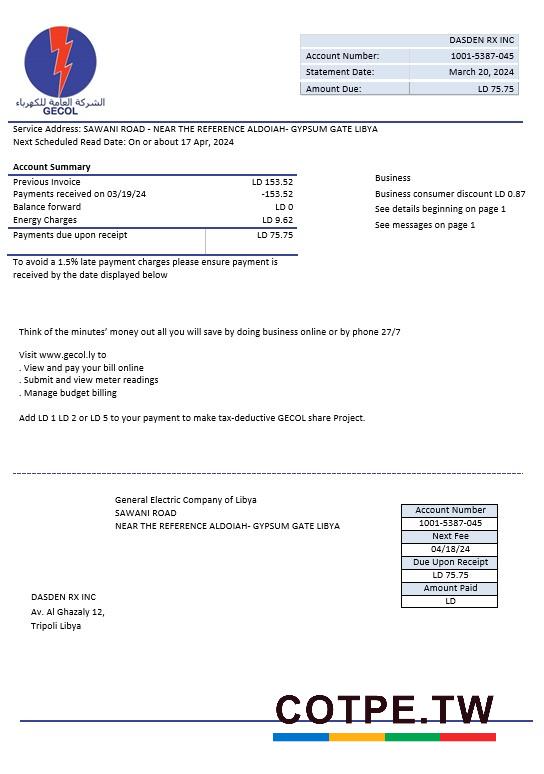 الشركة العامة للكهرباء
GECOL
DASDEN RX INC
Account Number: 1001-5387-045
Statement Date: March 20, 2024
Amount Due: LD 75.75
Service Address: SAWANI ROAD - NEAR THE REFERENCE ALDOIAH- GYPSUM GATE LIBYA
Next Scheduled Read Date: On or about 17 Apr, 2024
Account Summary
Previous Invoice LD 153.52
Payments received on 03/19/24 -153.52
Balance forward LD 0
Energy Charges LD 9.62
Payments due upon receipt LD 75.75
To avoid a 1.5% late payment charges please ensure payment is
received by the date displayed below
Business
Business consumer discount LD 0.87
See details beginning on page 1
See messages on page 1
Think of the minutes’ money out all you will save by doing business online or by phone 27/7
Visit www.gecol.ly to
. View and pay your bill online
. Submit and view meter readings
. Manage budget billing
Add LD 1 LD 2 or LD 5 to your payment to make tax-deductive GECOL share Project.
General Electric Company of Libya
SAWANI ROAD
NEAR THE REFERENCE ALDOIAH- GYPSUM GATE LIBYA
Account Number
1001-5387-045
Next Fee
04/18/24
Due Upon Receipt
LD 75.75
Amount Paid
LD
DASDEN RX INC
Av. Al Ghazaly 12,
Tripoli Libya
COTPE.TW